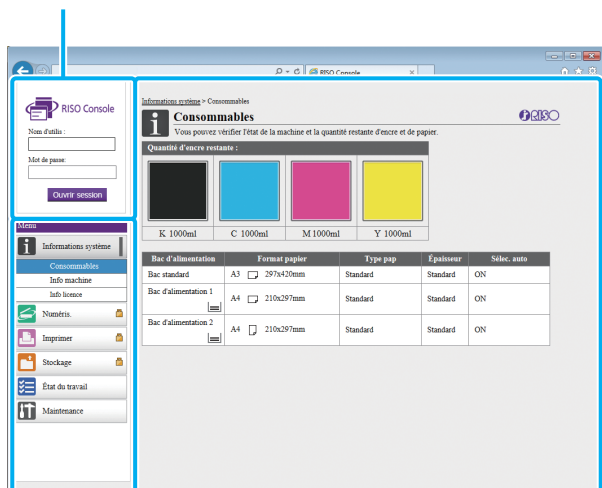 RISO Console
RISO Console
Nom d'utilis :
Mot de passe:
Ouvrir session
Menu
Informations système
Consommables
Info machine
Info licence
Numéris.
Imprimer
Stockage
État du travail
Maintenance
Informations système > Consommables
Consommables
RISO
Vous pouvez vérifier l'état de la machine et la quantité restante d'encre et de papier.
Quantité d'encre restante :
K 1000ml C 1000ml M 1000ml Y 1000ml
Bac d'alimentation Format papier Type pap Épaisseur Sélec. auto
Bac standard A3 297x420mm Standard Standard ON
Bac d'alimentation 1 A4 210x297mm Standard Standard ON
Bac d'alimentation 2 A4 210x297mm Standard Standard ON